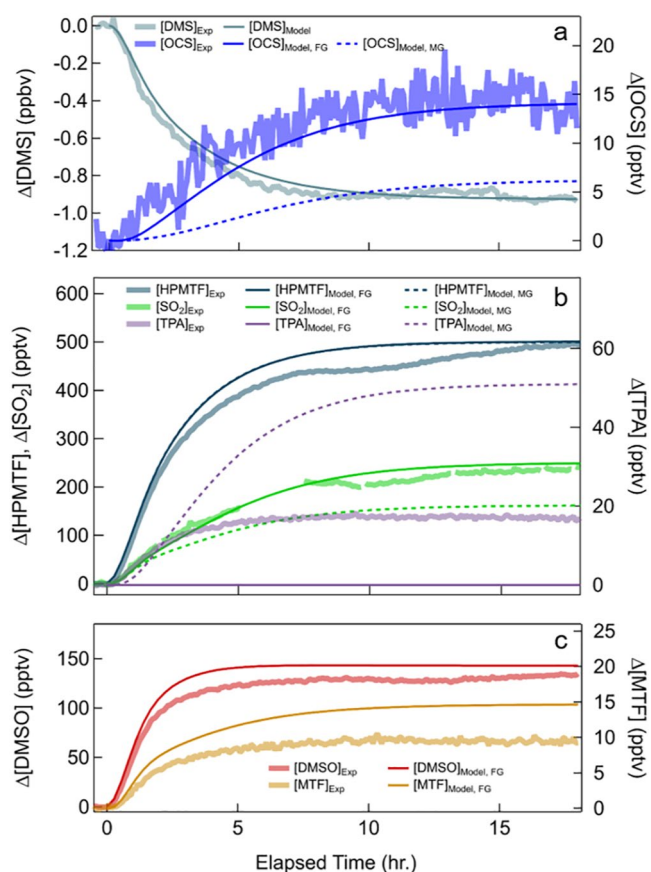 [DMS]Exp [DMS]Model a
[OCS]Exp [OCS]Model, FG [OCS]Model, MG
0.0
-0.2
-0.4
-0.6
-0.8
-1.0
-1.2
Δ[DMS] (ppbv)
20
15
10
5
0
Δ[OCS] (pptv)
[HPMTF]Exp [HPMTF]Model, FG [HPMTF]Model, MG b
[SO2]Exp [SO2]Model, FG [SO2]Model, MG
[TPA]Exp [TPA]Model, FG [TPA]Model, MG
600
500
400
300
200
100
0
Δ[HPMTF], Δ[SO2] (pptv)
60
40
20
0
Δ[TPA] (pptv)
c
150
100
50
0
Δ[DMSO] (pptv)
25
20
15
10
5
0
Δ[MTF] (pptv)
[DMSO]Exp [DMSO]Model, FG
[MTF]Exp [MTF]Model, FG
0 5 10 15
Elapsed Time (hr.)